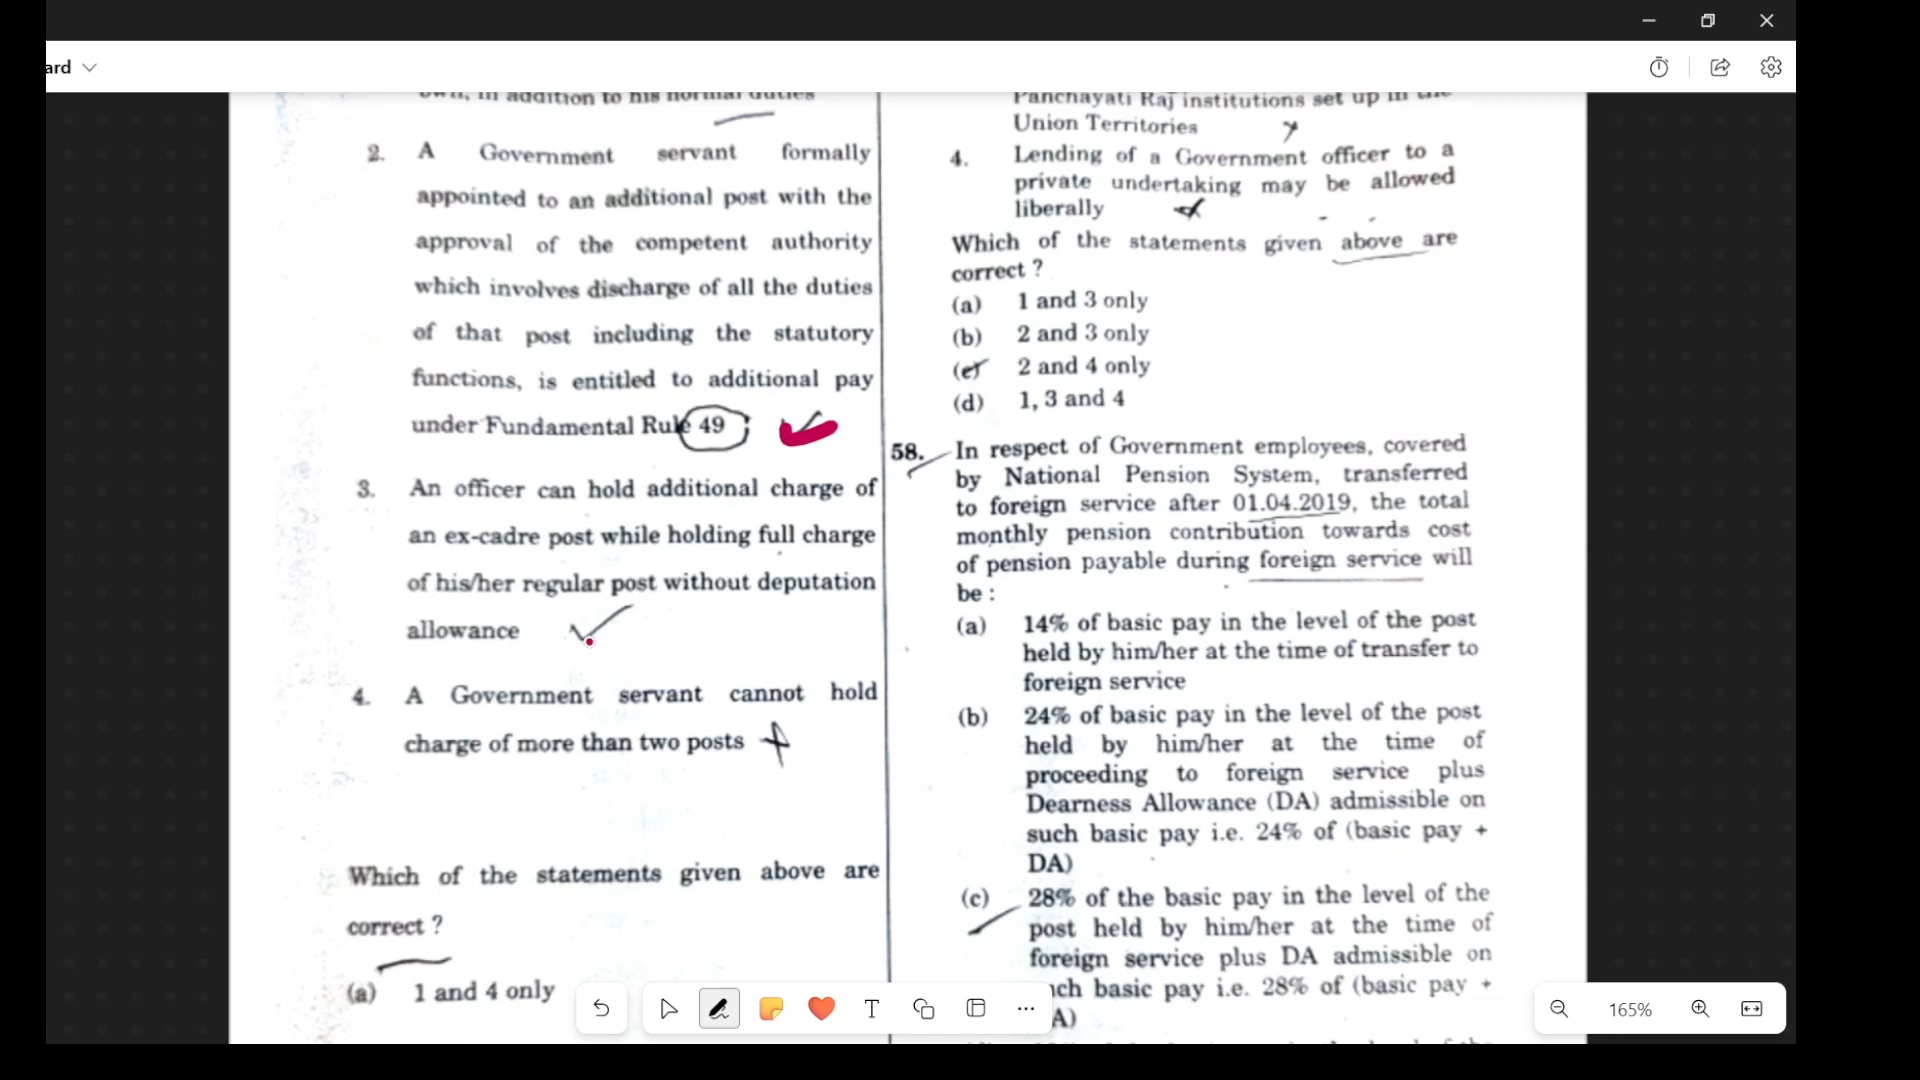 ard
own, in addition to his normal duties
2. A Government servant formally
appointed to an additional post with the
approval of the competent authority
which involves discharge of all the duties
of that post including the statutory
functions, is entitled to additional pay
under Fundamental Rule 49
3. An officer can hold additional charge of
an ex-cadre post while holding full charge
of his/her regular post without deputation
allowance
4. A Government servant cannot hold
charge of more than two posts
Which of the statements given above are
correct ?
(a) 1 and 4 only
Panchayati Raj institutions set up in the
Union Territories
4. Lending of a Government officer to a
private undertaking may be allowed
liberally
Which of the statements given above are
correct ?
(a) 1 and 3 only
(b) 2 and 3 only
(c) 2 and 4 only
(d) 1, 3 and 4
58. In respect of Government employees, covered
by National Pension System, transferred
to foreign service after 01.04.2019, the total
monthly pension contribution towards cost
of pension payable during foreign service will
be :
(a) 14% of basic pay in the level of the post
held by him/her at the time of transfer to
foreign service
(b) 24% of basic pay in the level of the post
held by him/her at the time of
proceeding to foreign service plus
Dearness Allowance (DA) admissible on
such basic pay i.e. 24% of (basic pay +
DA)
(c) 28% of the basic pay in the level of the
post held by him/her at the time of
foreign service plus DA admissible on
uch basic pay i.e. 28% of (basic pay +
A)
T
165%